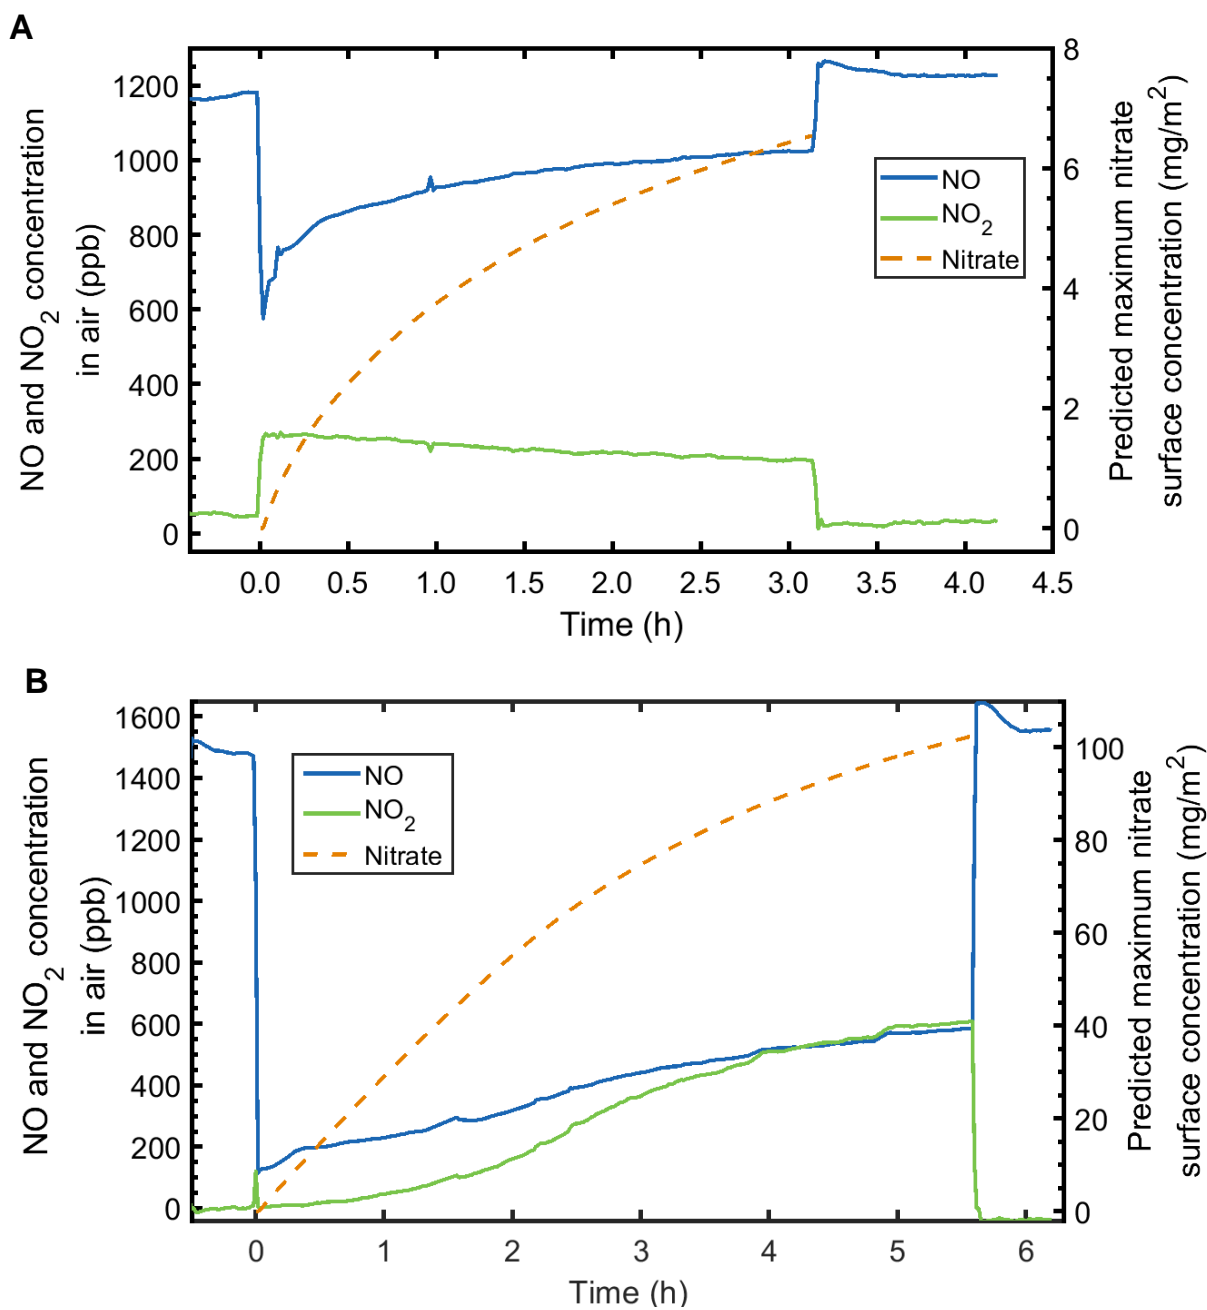 A
NO and NO2 concentration
in air (ppb)
1200
1000
800
600
400
200
0
8
6
4
2
0
Predicted maximum nitrate
surface concentration (mg/m2)
NO
NO2
Nitrate
0.0 0.5 1.0 1.5 2.0 2.5 3.0 3.5 4.0 4.5
Time (h)
B
NO and NO2 concentration
in air (ppb)
1600
1400
1200
1000
800
600
400
200
0
100
80
60
40
20
0
Predicted maximum nitrate
surface concentration (mg/m2)
NO
NO2
Nitrate
0 1 2 3 4 5 6
Time (h)